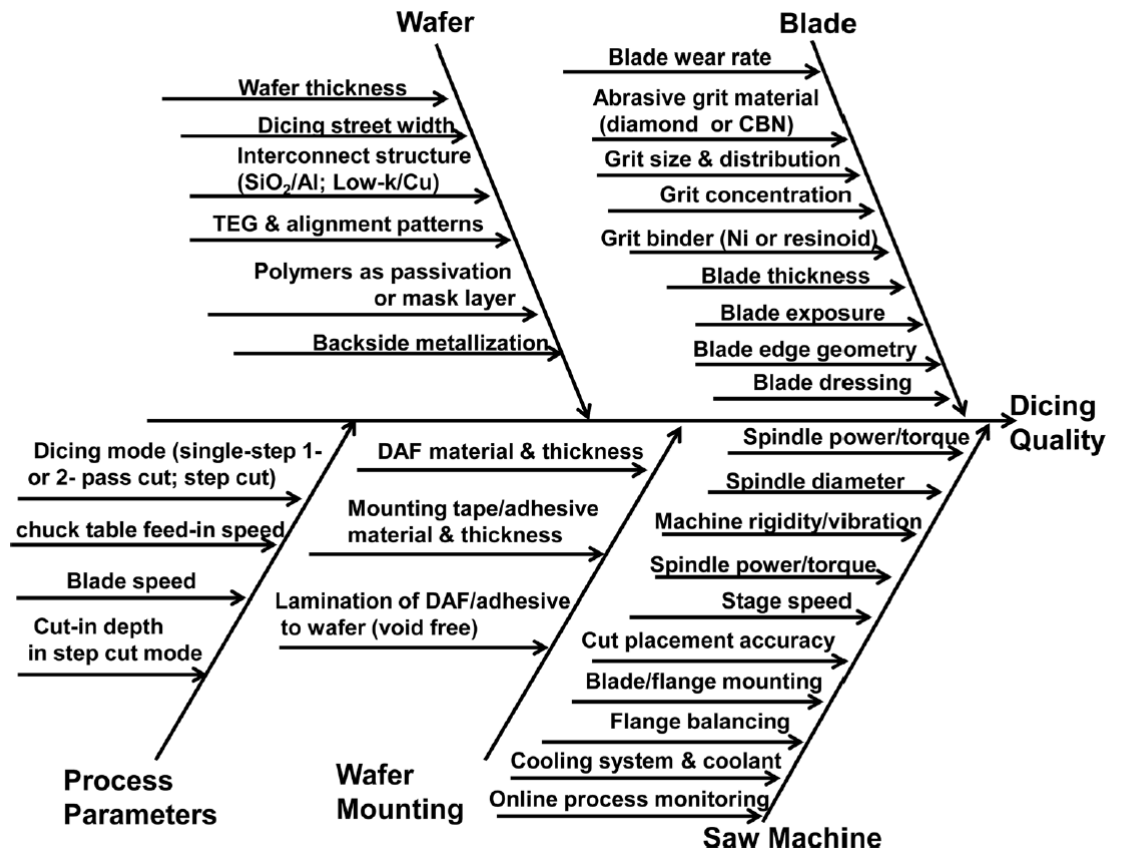 Wafer
Wafer thickness
Dicing street width
Interconnect structure
(SiO₂/Al; Low-k/Cu)
TEG & alignment patterns
Polymers as passivation
or mask layer
Backside metallization
Blade
Blade wear rate
Abrasive grit material
(diamond or CBN)
Grit size & distribution
Grit concentration
Grit binder (Ni or resinoid)
Blade thickness
Blade exposure
Blade edge geometry
Blade dressing
Dicing
Quality
Dicing mode (single-step 1-
or 2- pass cut; step cut)
chuck table feed-in speed
Blade speed
Cut-in depth
in step cut mode
Process
Parameters
DAF material & thickness
Mounting tape/adhesive
material & thickness
Lamination of DAF/adhesive
to wafer (void free)
Wafer
Mounting
Spindle power/torque
Spindle diameter
Machine rigidity/vibration
Spindle power/torque
Stage speed
Cut placement accuracy
Blade/flange mounting
Flange balancing
Cooling system & coolant
Online process monitoring
Saw Machine